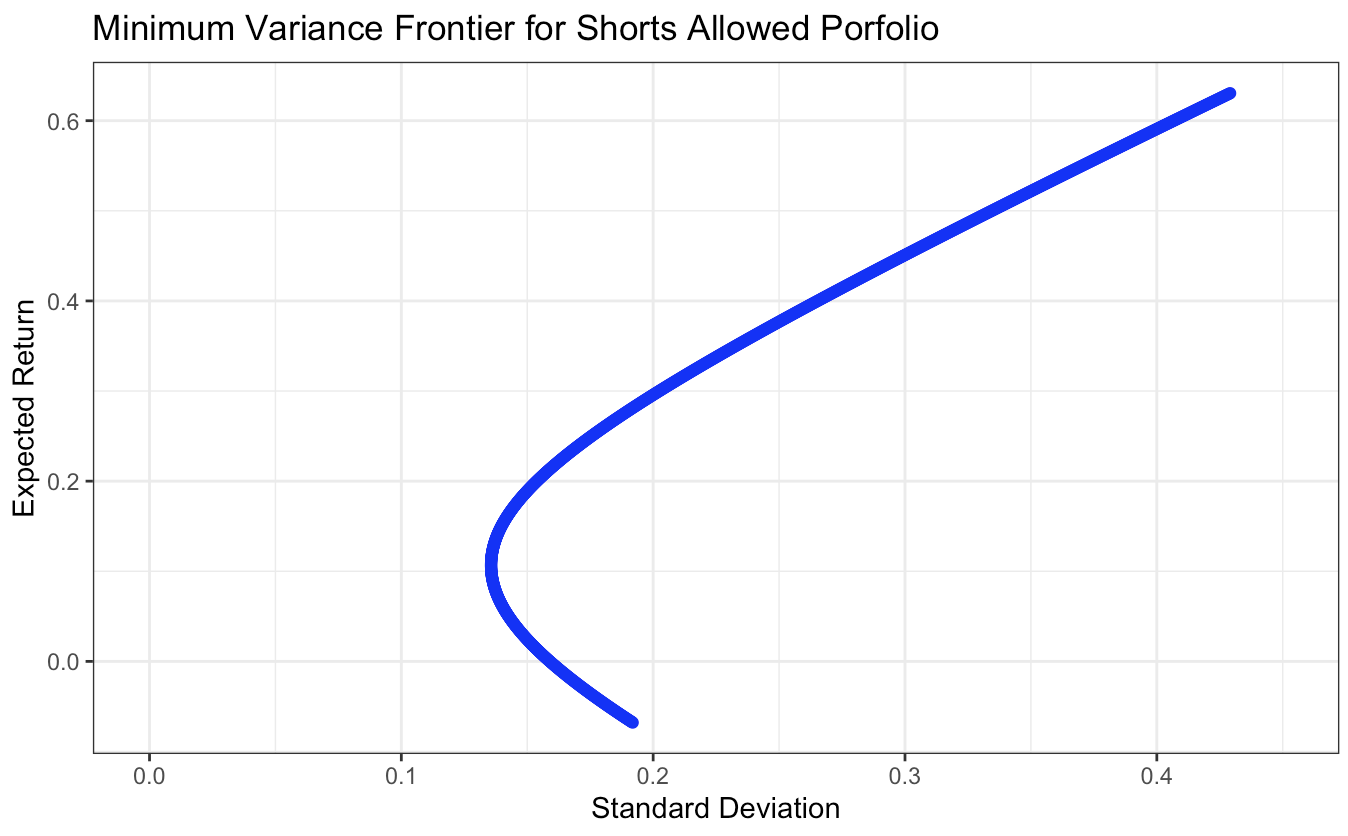 Minimum Variance Frontier for Shorts Allowed Porfolio
Expected Return
0.6
0.4
0.2
0.0
0.0 0.1 0.2 0.3 0.4
Standard Deviation